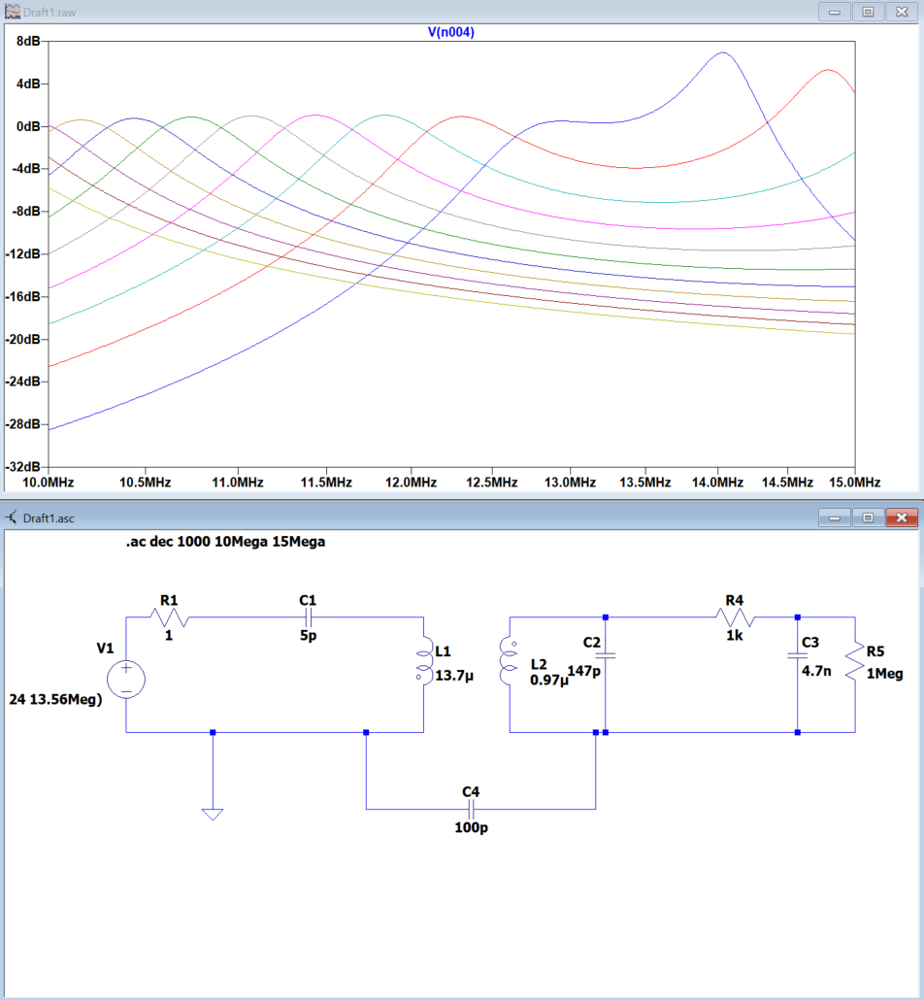 Draft1.raw
V(n004)
8dB
4dB
0dB
-4dB
-8dB
-12dB
-16dB
-20dB
-24dB
-28dB
-32dB
10.0MHz 10.5MHz 11.0MHz 11.5MHz 12.0MHz 12.5MHz 13.0MHz 13.5MHz 14.0MHz 14.5MHz 15.0MHz
Draft1.asc
.ac dec 1000 10Mega 15Mega
R1
1
C1
5p
V1
24 13.56Meg)
L1
13.7µ
L2
0.97µ
C2
147p
R4
1k
C3
4.7n
R5
1Meg
C4
100p